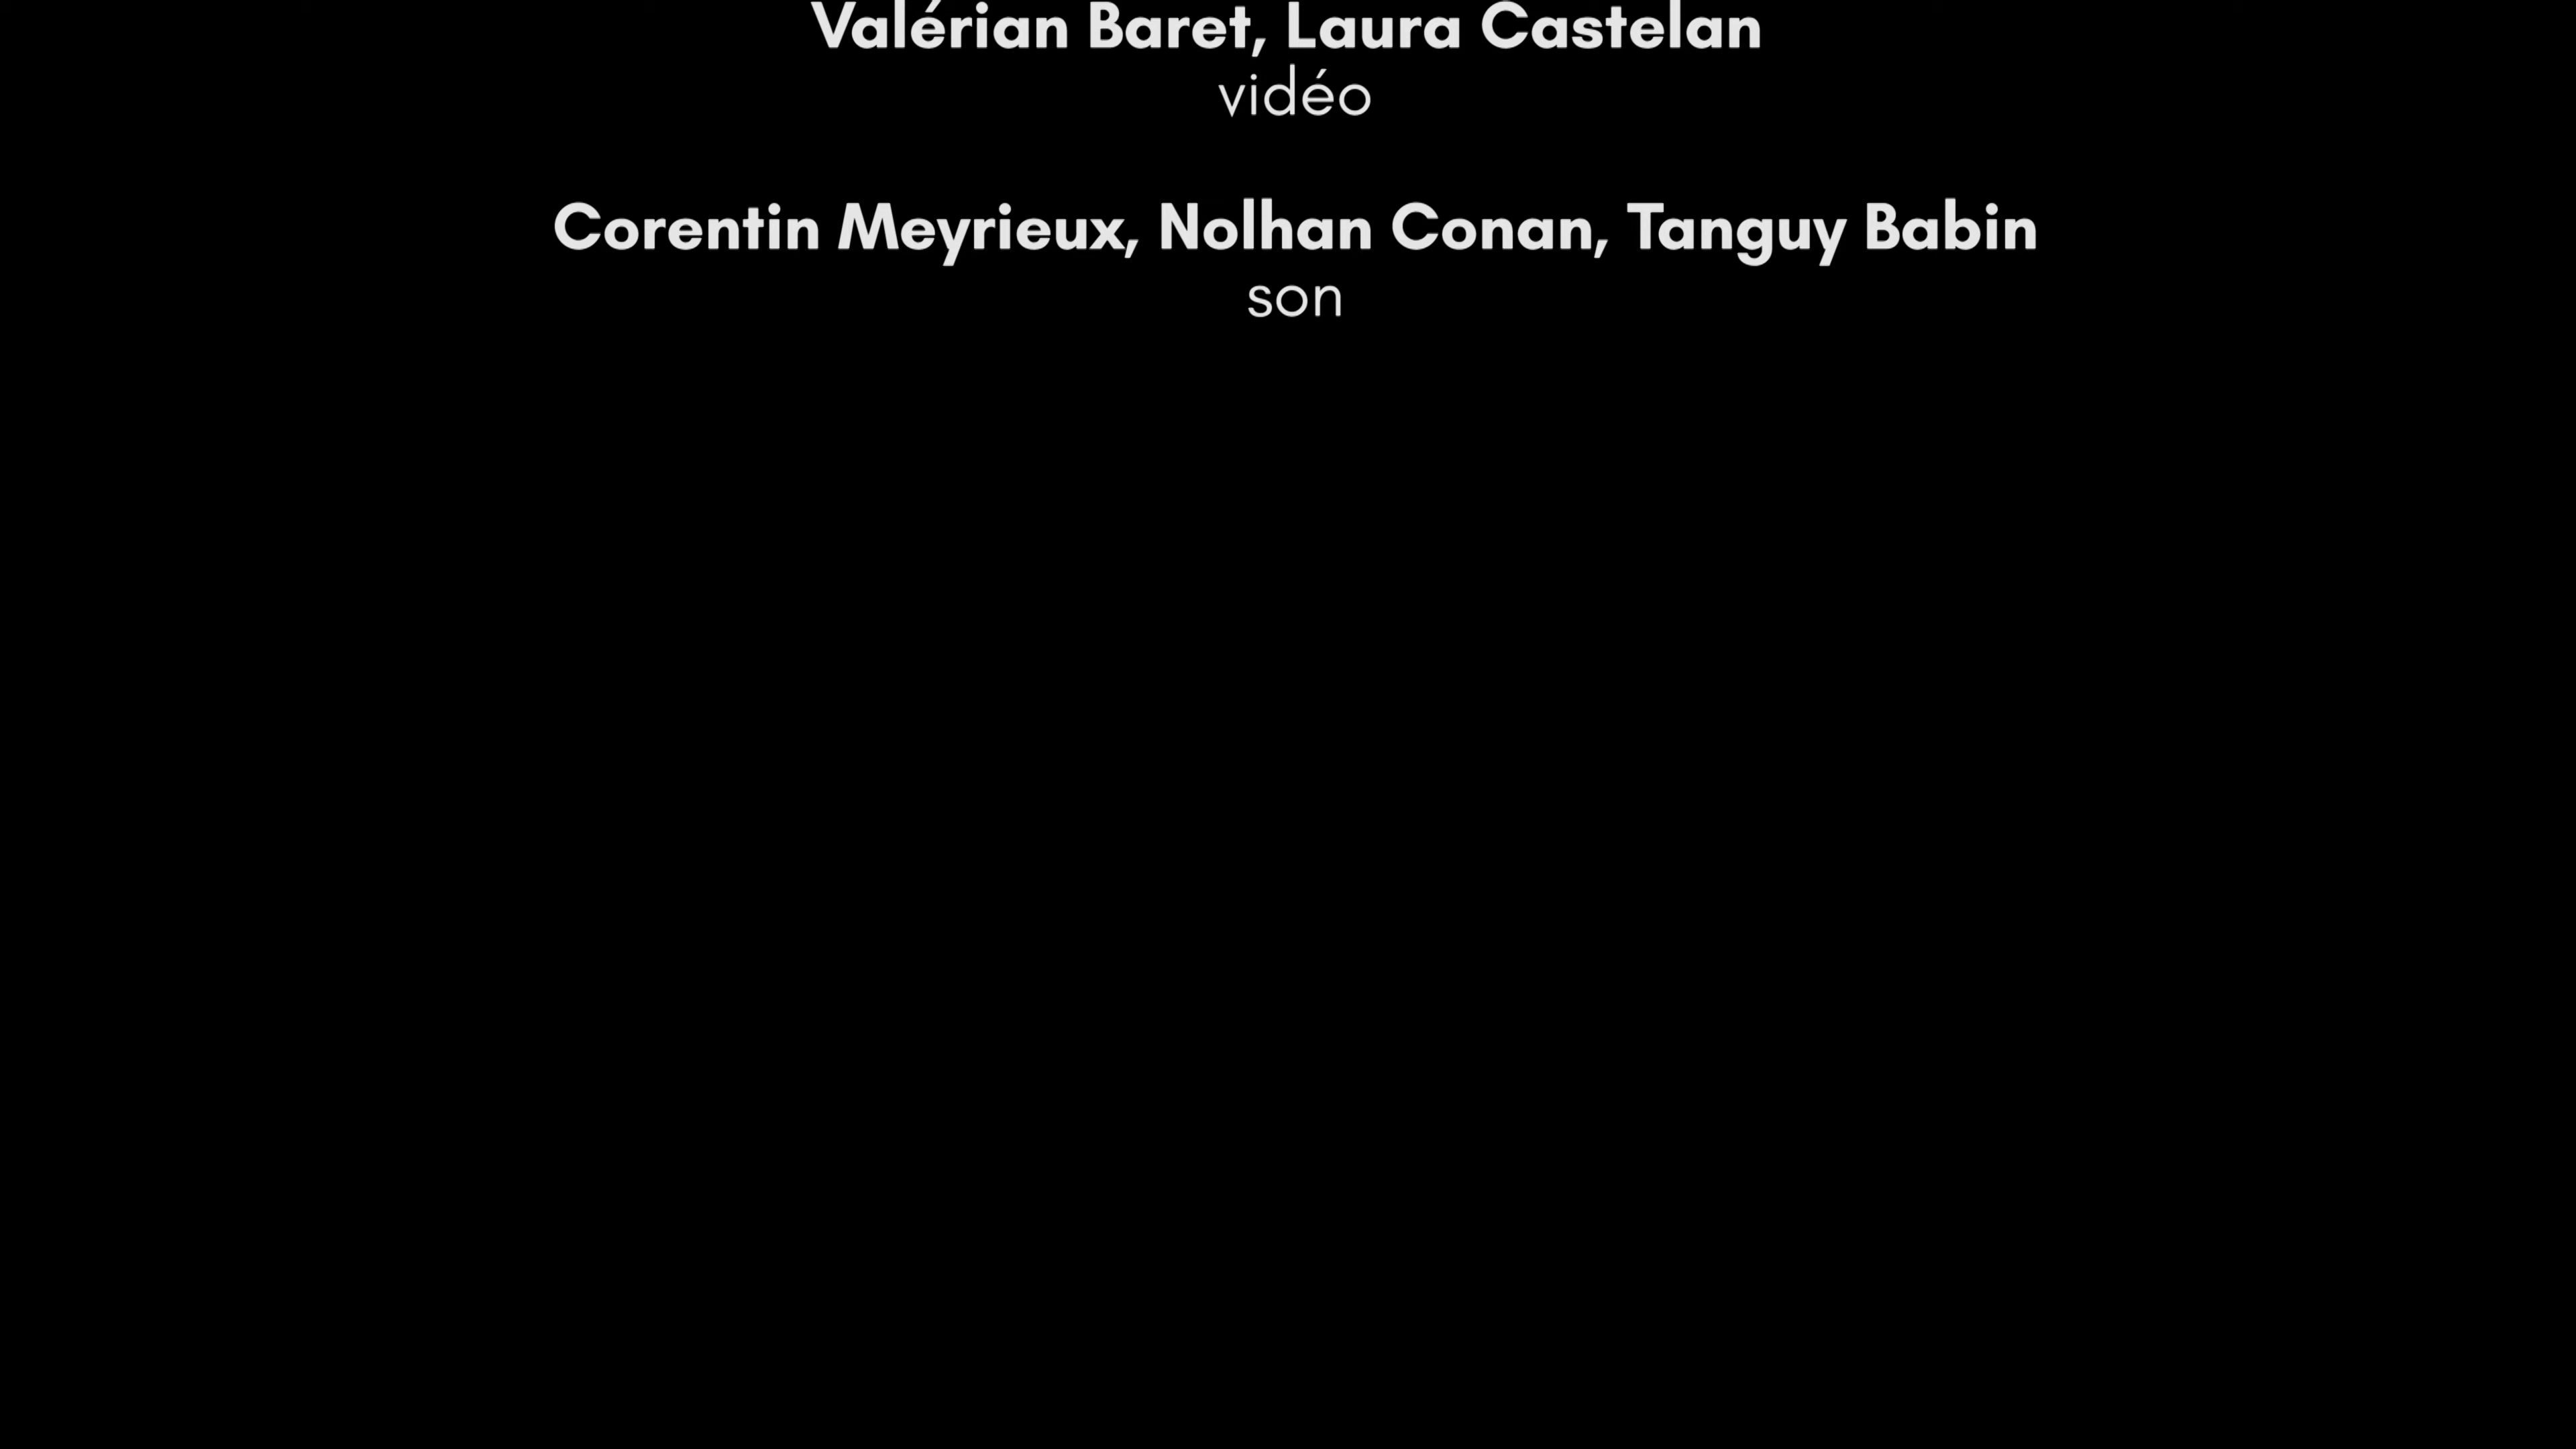 Valérian Baret, Laura Castelan
vidéo
Corentin Meyrieux, Nolhan Conan, Tanguy Babin
son